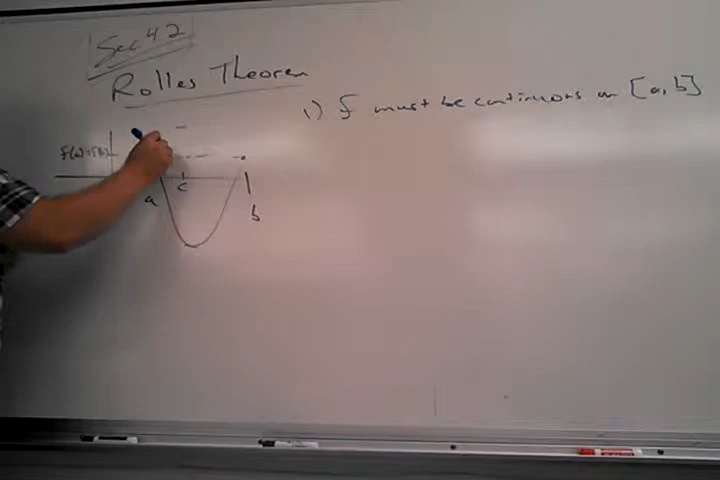 Sec 4.2
Rolles Theorem
1) f must be continuous on [a,b]
f(a)=f(b)
c
a
b